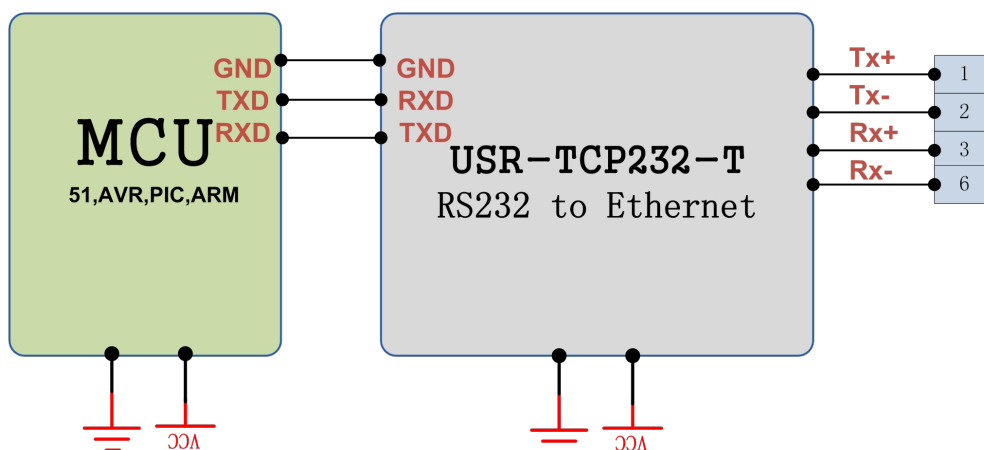 GND
TXD
RXD
MCU
51,AVR,PIC,ARM
GND
RXD
TXD
USR-TCP232-T
RS232 to Ethernet
Tx+
1
Tx-
2
Rx+
3
Rx-
6
VCC
VCC